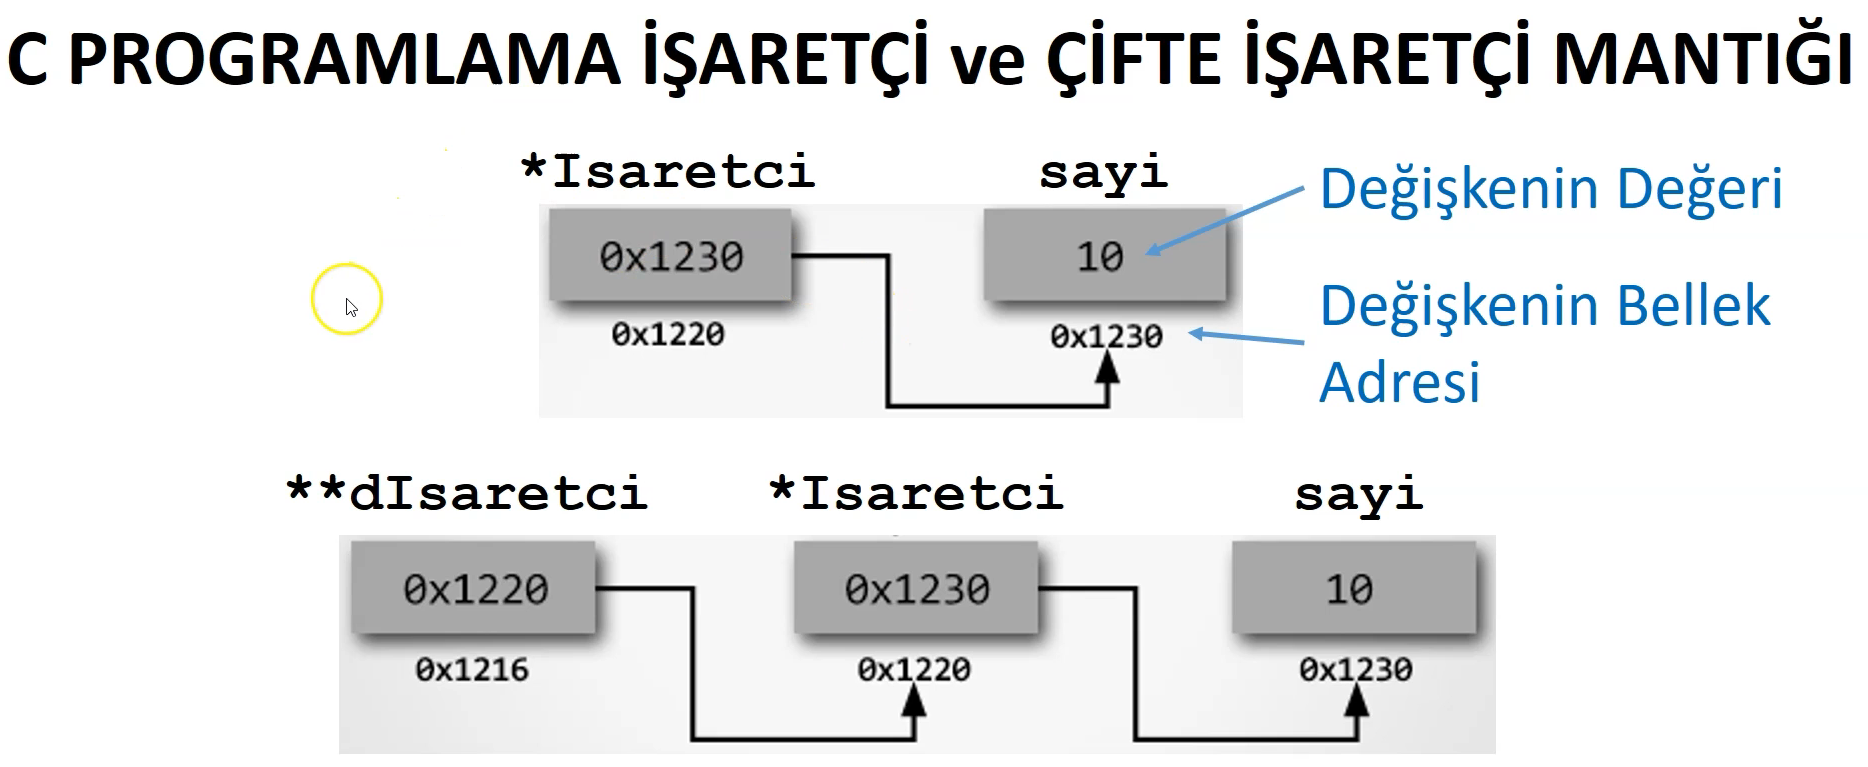 C PROGRAMLAMA İŞARETÇİ ve ÇİFTE İŞARETÇİ MANTIĞI
*Isaretci sayi
Değişkenin Değeri
0x1230 10
Değişkenin Bellek
Adresi
0x1220 0x1230
**dIsaretci *Isaretci sayi
0x1220 0x1230 10
0x1216 0x1220 0x1230